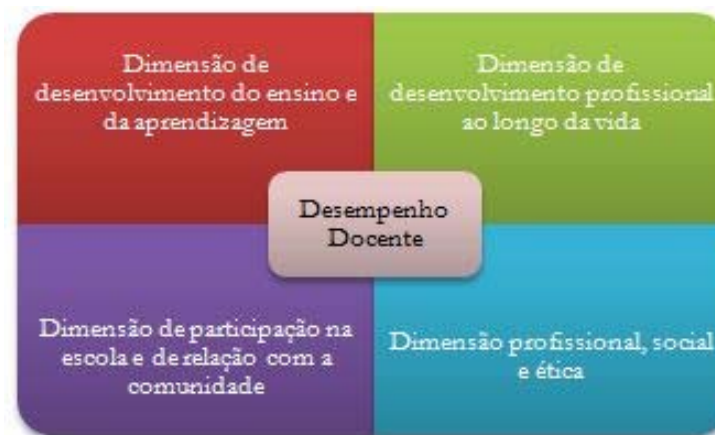 Dimensão de
desenvolvimento do ensino e
da aprendizagem
Dimensão de
desenvolvimento profissional
ao longo da vida
Desempenho
Docente
Dimensão de participação na
escola e de relação com a
comunidade
Dimensão profissional, social
e ética